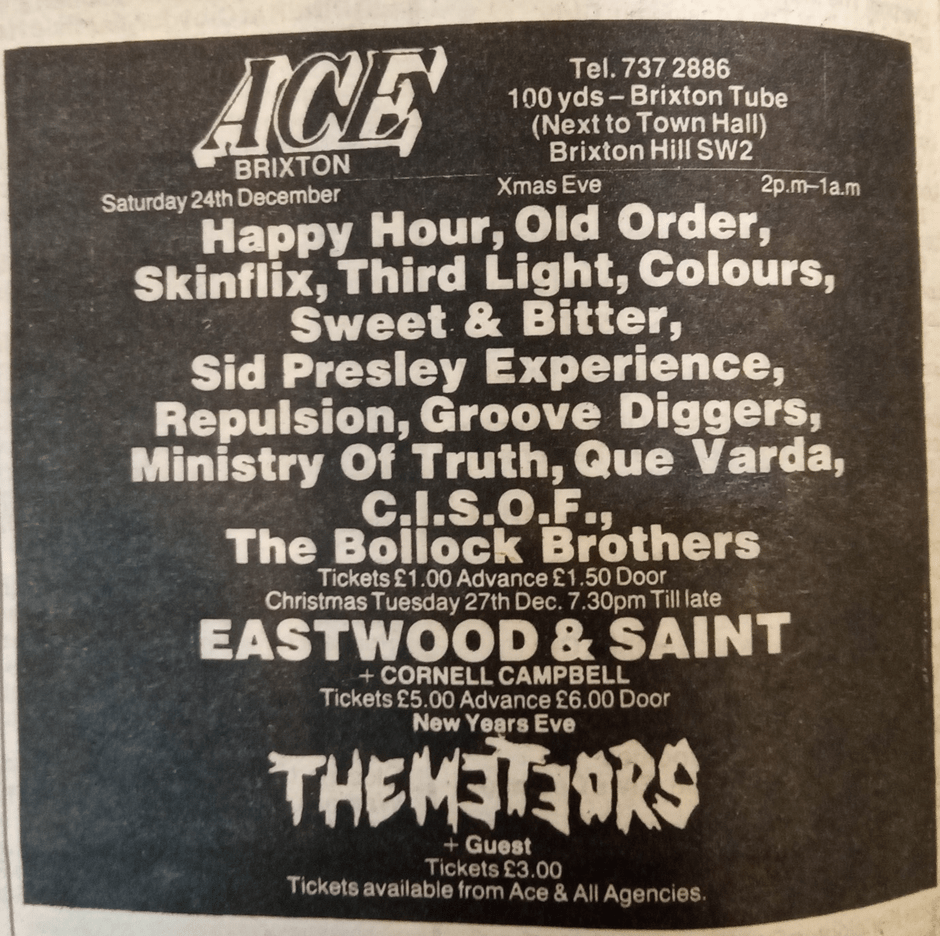 ACE
BRIXTON
Tel. 737 2886
100 yds – Brixton Tube
(Next to Town Hall)
Brixton Hill SW2
Saturday 24th December Xmas Eve 2p.m–1a.m
Happy Hour, Old Order,
Skinflix, Third Light, Colours,
Sweet & Bitter,
Sid Presley Experience,
Repulsion, Groove Diggers,
Ministry Of Truth, Que Varda,
C.I.S.O.F.,
The Bollock Brothers
Tickets £1.00 Advance £1.50 Door
Christmas Tuesday 27th Dec. 7.30pm Till late
EASTWOOD & SAINT
+ CORNELL CAMPBELL
Tickets £5.00 Advance £6.00 Door
New Years Eve
THE METEORS
+ Guest
Tickets £3.00
Tickets available from Ace & All Agencies.